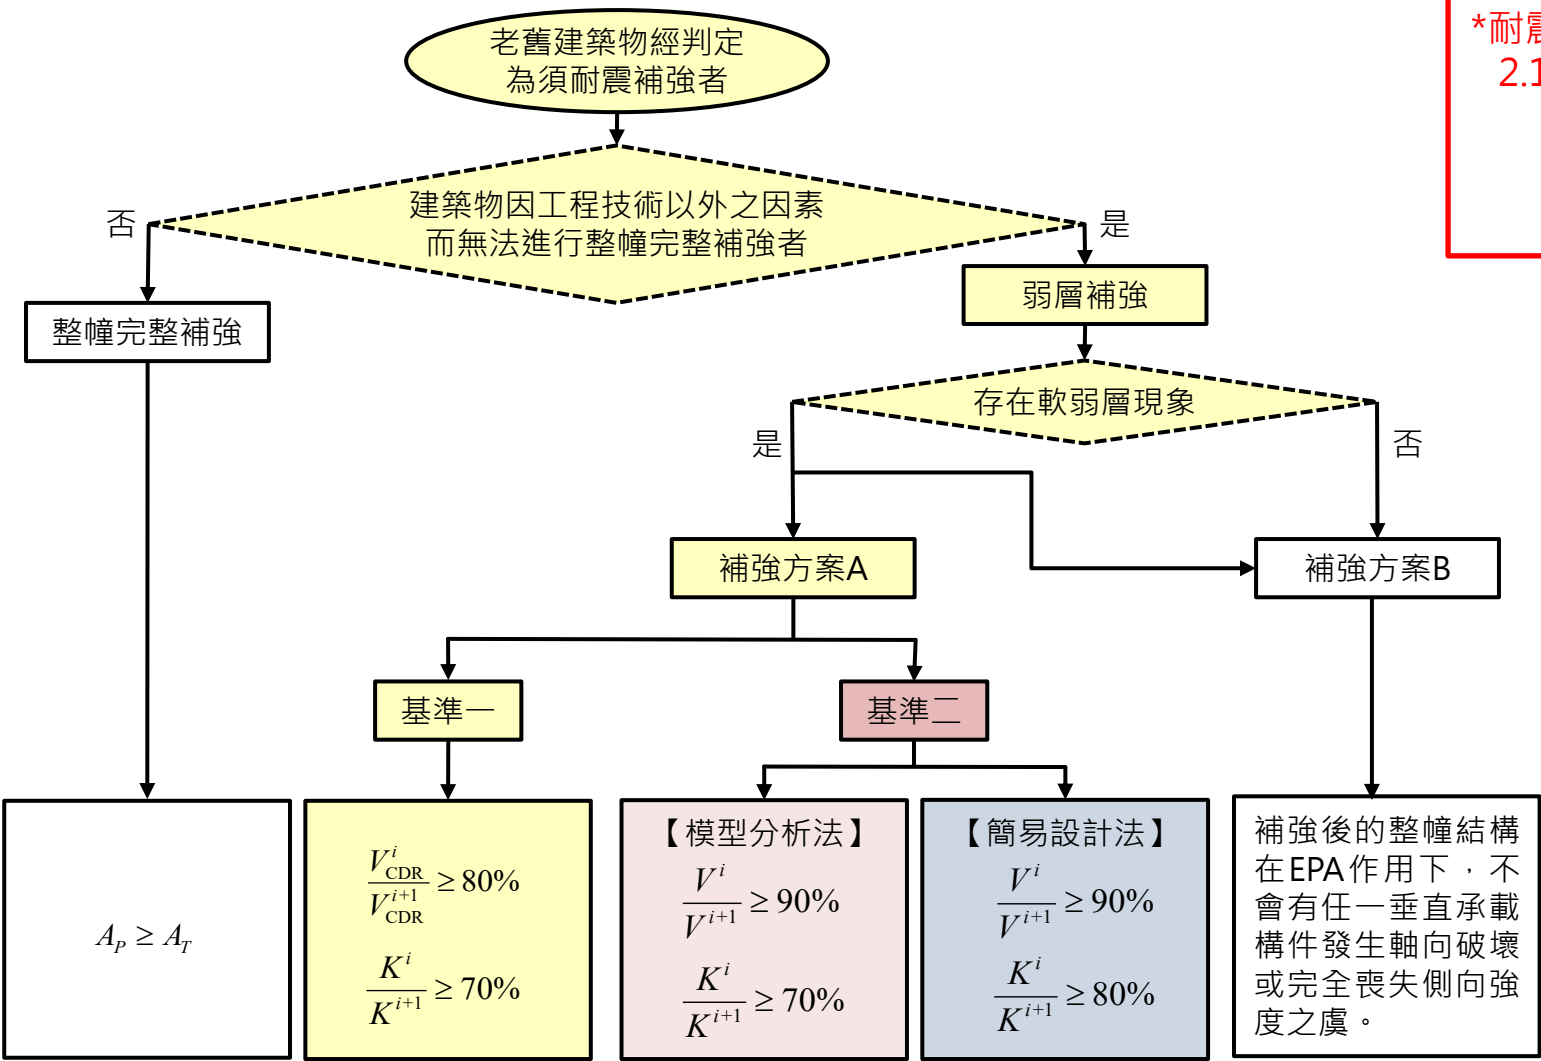 老舊建築物經判定
為須耐震補強者
*耐震
2.1
建築物因工程技術以外之因素
而無法進行整幢完整補強者
否
是
弱層補強
整幢完整補強
存在軟弱層現象
是
否
補強方案A
補強方案B
基準一
基準二
A_P ≥ A_T
V^i_CDR / V^{i+1}_CDR ≥ 80%
K^i / K^{i+1} ≥ 70%
【模型分析法】
V^i / V^{i+1} ≥ 90%
K^i / K^{i+1} ≥ 70%
【簡易設計法】
V^i / V^{i+1} ≥ 90%
K^i / K^{i+1} ≥ 80%
補強後的整幢結構
在EPA作用下，不
會有任一垂直承載
構件發生軸向破壞
或完全喪失側向強
度之虞。